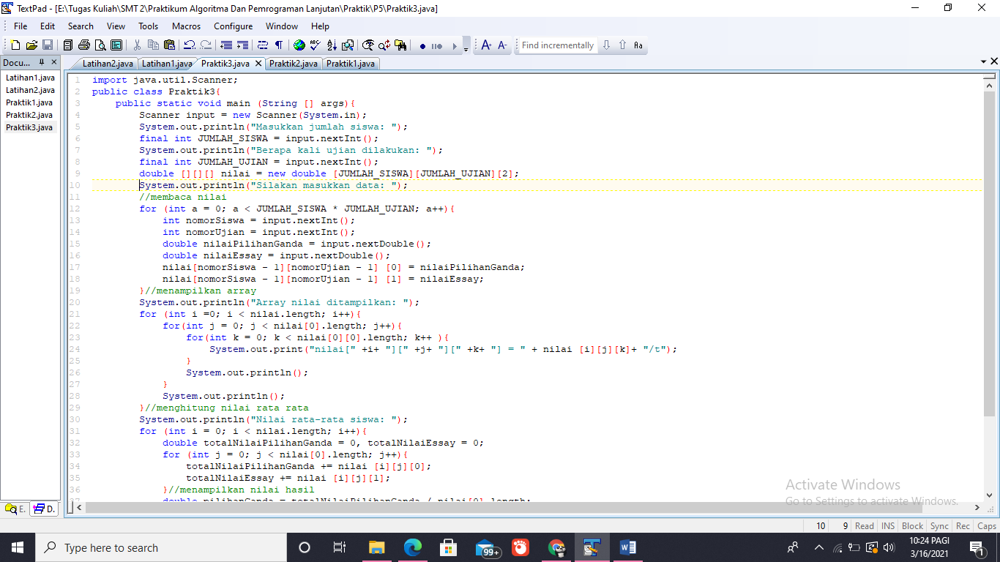 TextPad - [E:\Tugas Kuliah\SMT 2\Praktikum Algoritma Dan Pemrograman Lanjutan\Praktik\P5\Praktik3.java]
File Edit Search View Tools Macros Configure Window Help
Find incrementally
Docu...
Latihan2.java Latihan1.java Praktik3.java Praktik2.java Praktik1.java
Latihan1.java
Latihan2.java
Praktik1.java
Praktik2.java
Praktik3.java
1 import java.util.Scanner;
2 public class Praktik3{
3 public static void main (String [] args){
4 Scanner input = new Scanner(System.in);
5 System.out.println("Masukkan jumlah siswa: ");
6 final int JUMLAH_SISWA = input.nextInt();
7 System.out.println("Berapa kali ujian dilakukan: ");
8 final int JUMLAH_UJIAN = input.nextInt();
9 double [][][] nilai = new double [JUMLAH_SISWA][JUMLAH_UJIAN][2];
10 System.out.println("Silakan masukkan data: ");
11 //membaca nilai
12 for (int a = 0; a < JUMLAH_SISWA * JUMLAH_UJIAN; a++){
13 int nomorSiswa = input.nextInt();
14 int nomorUjian = input.nextInt();
15 double nilaiPilihanGanda = input.nextDouble();
16 double nilaiEssay = input.nextDouble();
17 nilai[nomorSiswa - 1][nomorUjian - 1] [0] = nilaiPilihanGanda;
18 nilai[nomorSiswa - 1][nomorUjian - 1] [1] = nilaiEssay;
19 }//menampilkan array
20 System.out.println("Array nilai ditampilkan: ");
21 for (int i =0; i < nilai.length; i++){
22 for(int j = 0; j < nilai[0].length; j++){
23 for(int k = 0; k < nilai[0][0].length; k++ ){
24 System.out.print("nilai[" +i+ "][" +j+ "][" +k+ "] = " + nilai [i][j][k]+ "/t");
25 }
26 System.out.println();
27 }
28 System.out.println();
29 }//menghitung nilai rata rata
30 System.out.println("Nilai rata-rata siswa: ");
31 for (int i = 0; i < nilai.length; i++){
32 double totalNilaiPilihanGanda = 0, totalNilaiEssay = 0;
33 for (int j = 0; j < nilai[0].length; j++){
34 totalNilaiPilihanGanda += nilai [i][j][0];
35 totalNilaiEssay += nilai [i][j][1];
36 }//menampilkan nilai hasil
37 double pilihanGanda = totalNilaiPilihanGanda / nilai[0].length;
Activate Windows
Go to Settings to activate Windows.
E. D.
10 9 Read INS Block Sync Rec Caps
Type here to search
99+
10:24 PAGI
3/16/2021
1